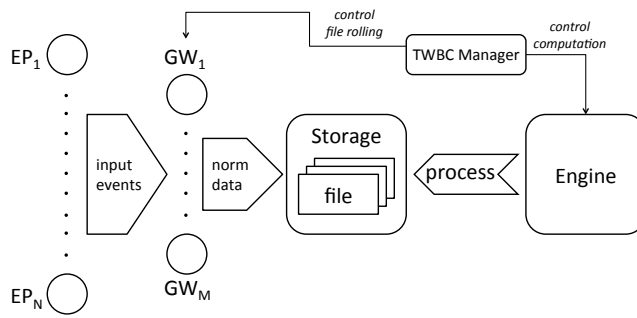 control
file rolling
control
computation
TWBC Manager
EP1
GW1
input
events
norm
data
Storage
file
process
Engine
EPN
GWM